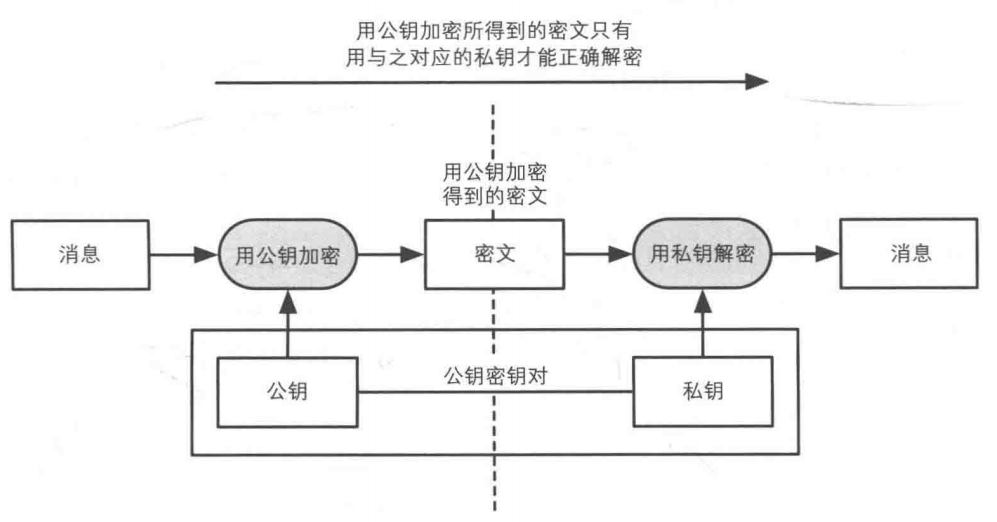 用公钥加密所得到的密文只有
用与之对应的私钥才能正确解密
用公钥加密
得到的密文
消息
用公钥加密
密文
用私钥解密
消息
公钥
公钥密钥对
私钥